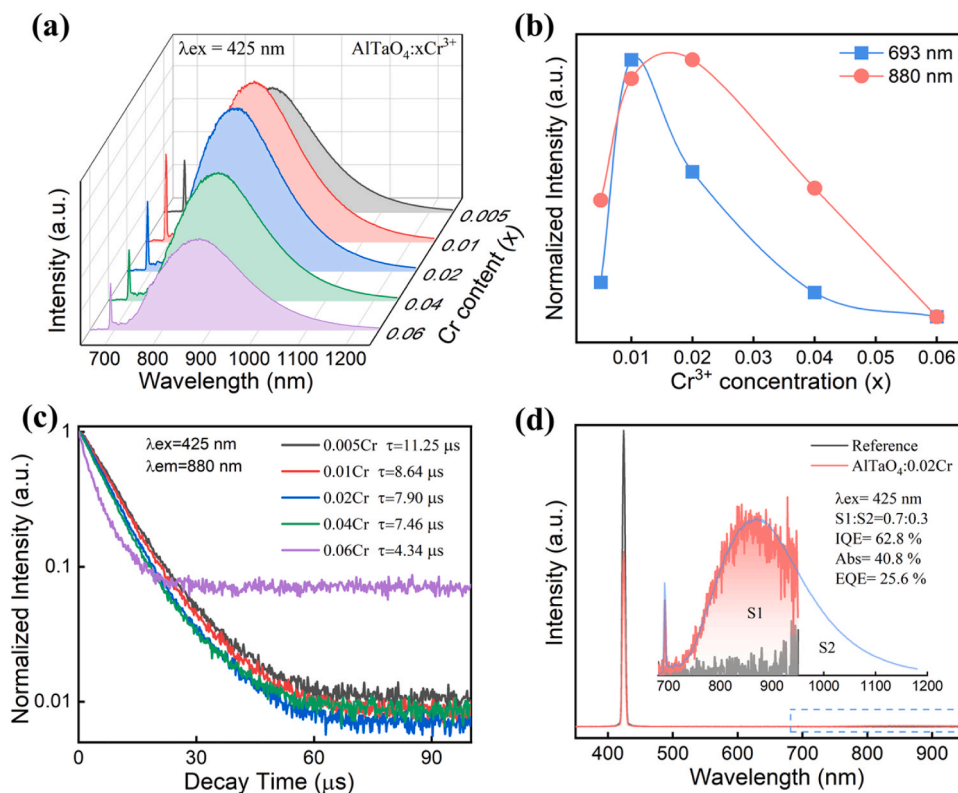 (a)
λex = 425 nm
AlTaO₄:xCr³⁺
Intensity (a.u.)
700 800 900 1000 1100 1200
Wavelength (nm)
0.005
0.01
0.02
0.04
0.06
Cr content (x)
(b)
693 nm
880 nm
Normalized Intensity (a.u.)
0.01 0.02 0.03 0.04 0.05 0.06
Cr³⁺ concentration (x)
(c)
λex=425 nm
λem=880 nm
0.005Cr τ=11.25 μs
0.01Cr τ=8.64 μs
0.02Cr τ=7.90 μs
0.04Cr τ=7.46 μs
0.06Cr τ=4.34 μs
Normalized Intensity (a.u.)
1
0.1
0.01
0 30 60 90
Decay Time (μs)
(d)
Reference
AlTaO₄:0.02Cr
λex= 425 nm
S1:S2=0.7:0.3
IQE= 62.8 %
Abs= 40.8 %
EQE= 25.6 %
S1
S2
700 800 900 1000 1100 1200
Intensity (a.u.)
400 500 600 700 800 900
Wavelength (nm)